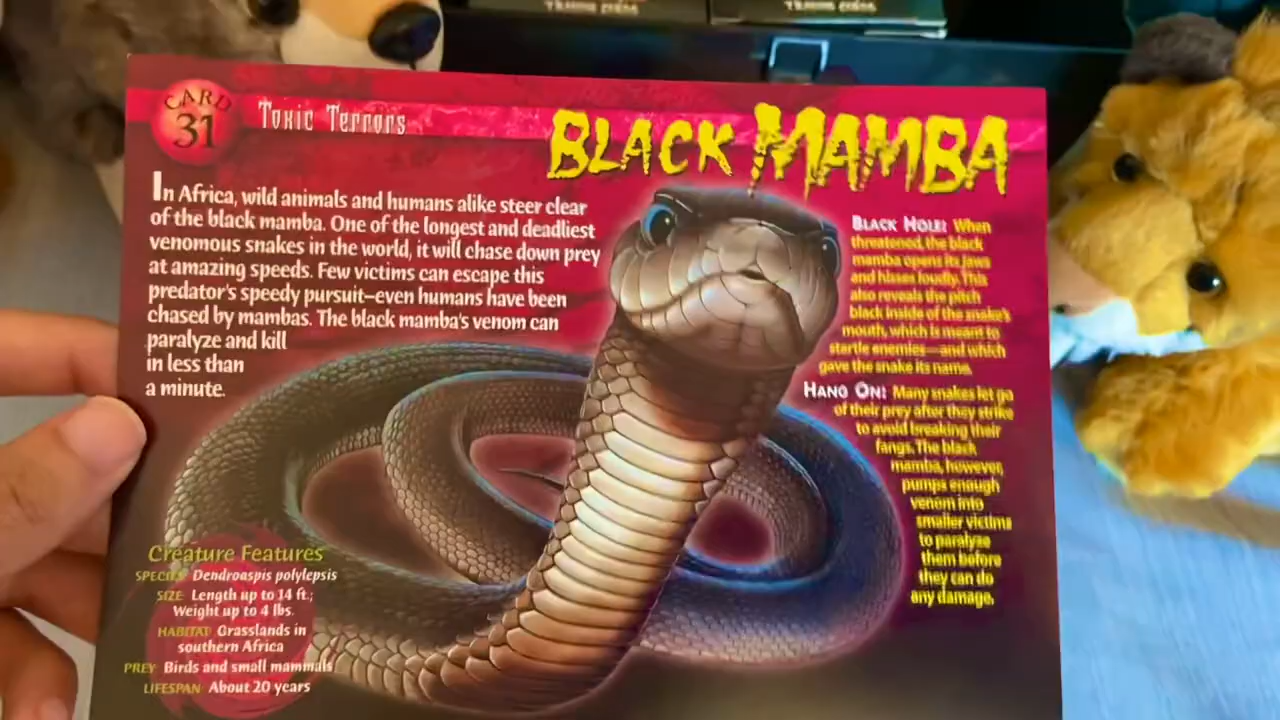 TRADING CARDS
TRADING CARDS
CARD
31
Toxic Terrors
BLACK MAMBA
In Africa, wild animals and humans alike steer clear
of the black mamba. One of the longest and deadliest
venomous snakes in the world, it will chase down prey
at amazing speeds. Few victims can escape this
predator's speedy pursuit—even humans have been
chased by mambas. The black mamba's venom can
paralyze and kill
in less than
a minute.
BLACK HOLE! When
threatened, the black
mamba opens its jaws
and hisses loudly. This
also reveals the pitch
black inside of the snake's
mouth, which is meant to
startle enemies—and which
gave the snake its name.
HANG ON! Many snakes let go
of their prey after they strike
to avoid breaking their
fangs. The black
mamba, however,
pumps enough
venom into
smaller victims
to paralyze
them before
they can do
any damage.
Creature Features
SPECIES Dendroaspis polylepsis
SIZE Length up to 14 ft.;
Weight up to 4 lbs.
HABITAT Grasslands in
southern Africa
PREY Birds and small mammals
LIFESPAN About 20 years